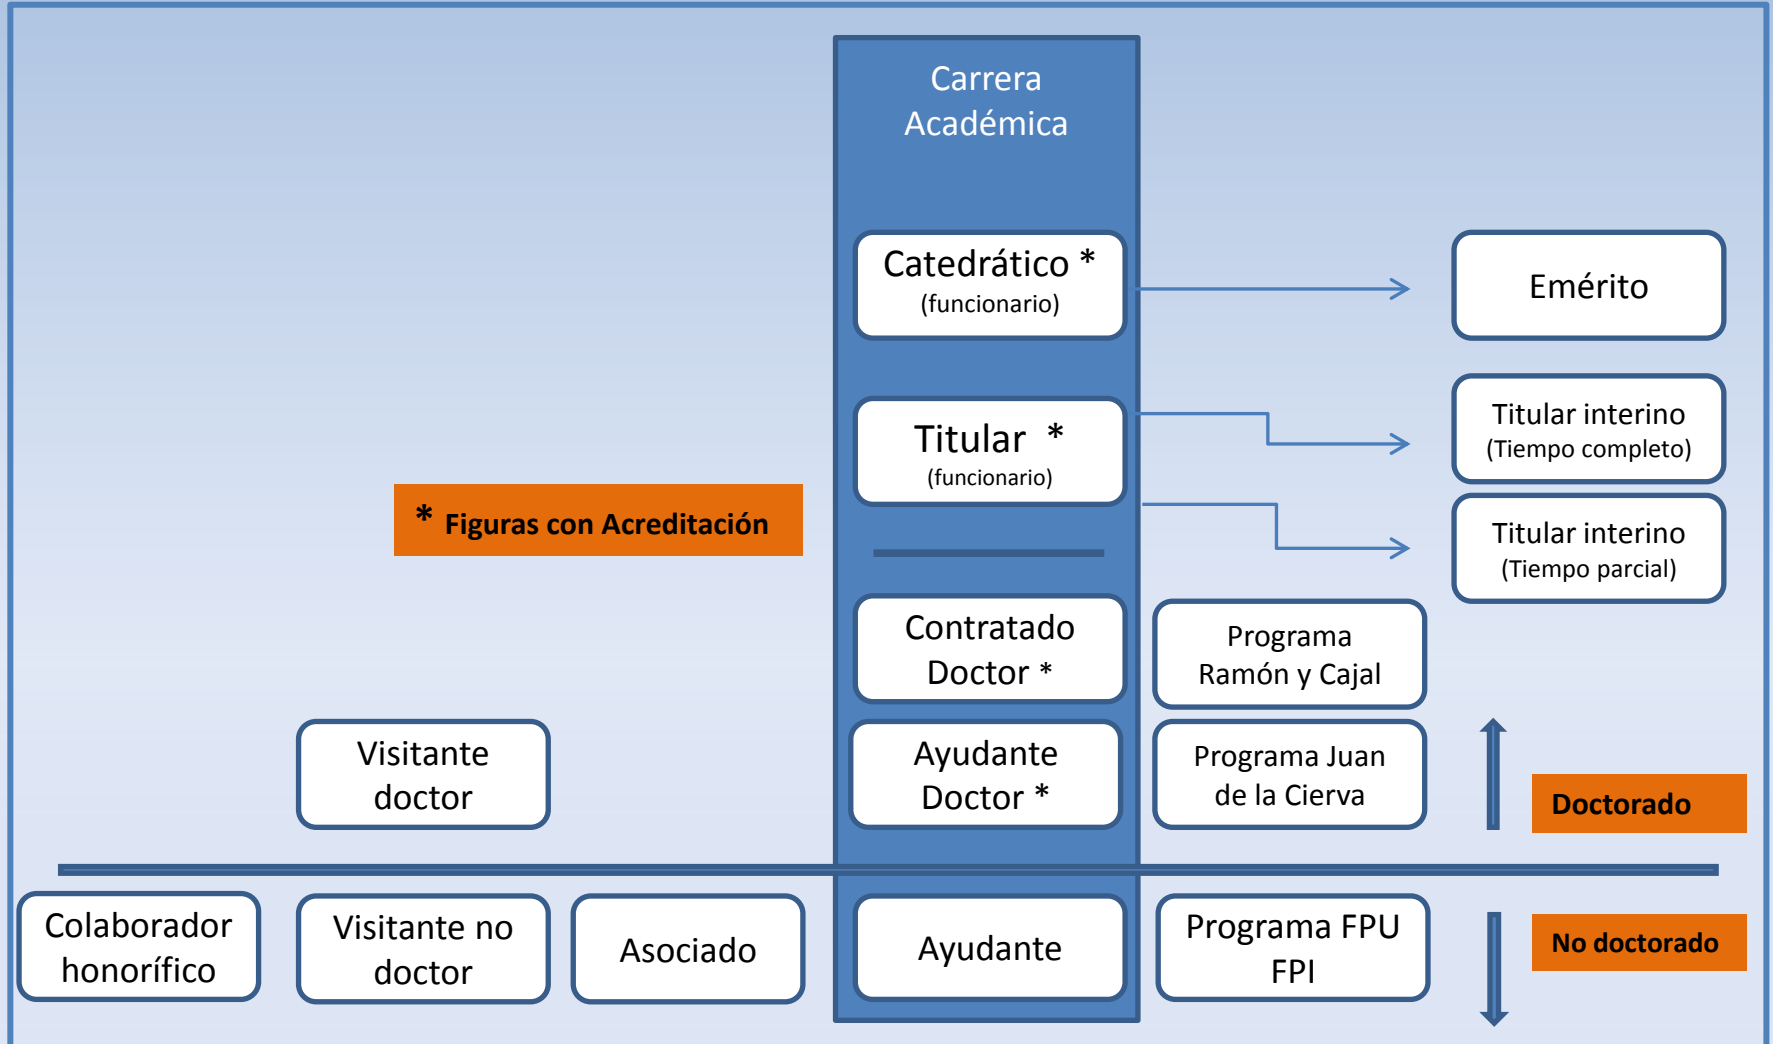 Carrera
Académica
Catedrático *
(funcionario)
Emérito
Titular *
(funcionario)
Titular interino
(Tiempo completo)
* Figuras con Acreditación
Titular interino
(Tiempo parcial)
Contratado
Doctor *
Programa
Ramón y Cajal
Visitante
doctor
Ayudante
Doctor *
Programa Juan
de la Cierva
Doctorado
Colaborador
honorífico
Visitante no
doctor
Asociado
Ayudante
Programa FPU
FPI
No doctorado